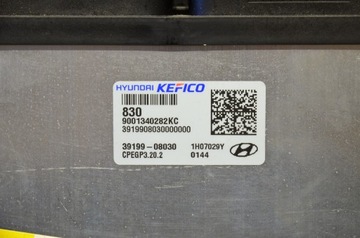 HYUNDAI KEFICO
830
9001340282KC
3919908030000000
39199-08030 1H07029Y
CPEGP3.20.2 0144